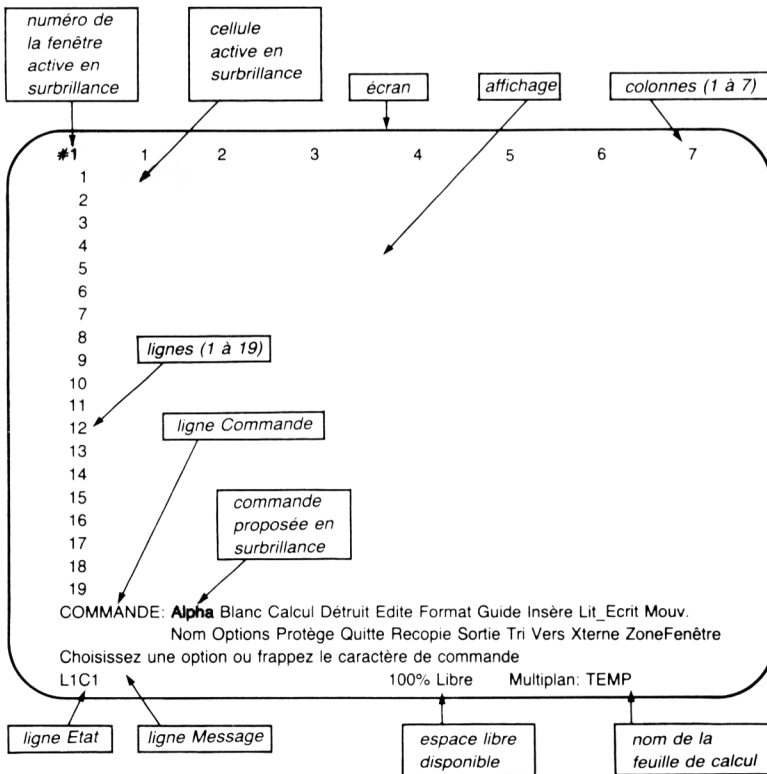 numéro de
la fenêtre
active en
surbrillance
cellule
active en
surbrillance
écran
affichage
colonnes (1 à 7)
#1 1 2 3 4 5 6 7
1
2
3
4
5
6
7
8
lignes (1 à 19)
9
10
11
12
ligne Commande
13
14
15
commande
proposée en
surbrillance
16
17
18
19
COMMANDE: Alpha Blanc Calcul Détruit Edite Format Guide Insère Lit_Ecrit Mouv.
Nom Options Protège Quitte Recopie Sortie Tri Vers Xterne ZoneFenêtre
Choisissez une option ou frappez le caractère de commande
L1C1 100% Libre Multiplan: TEMP
ligne Etat
ligne Message
espace libre
disponible
nom de la
feuille de calcul